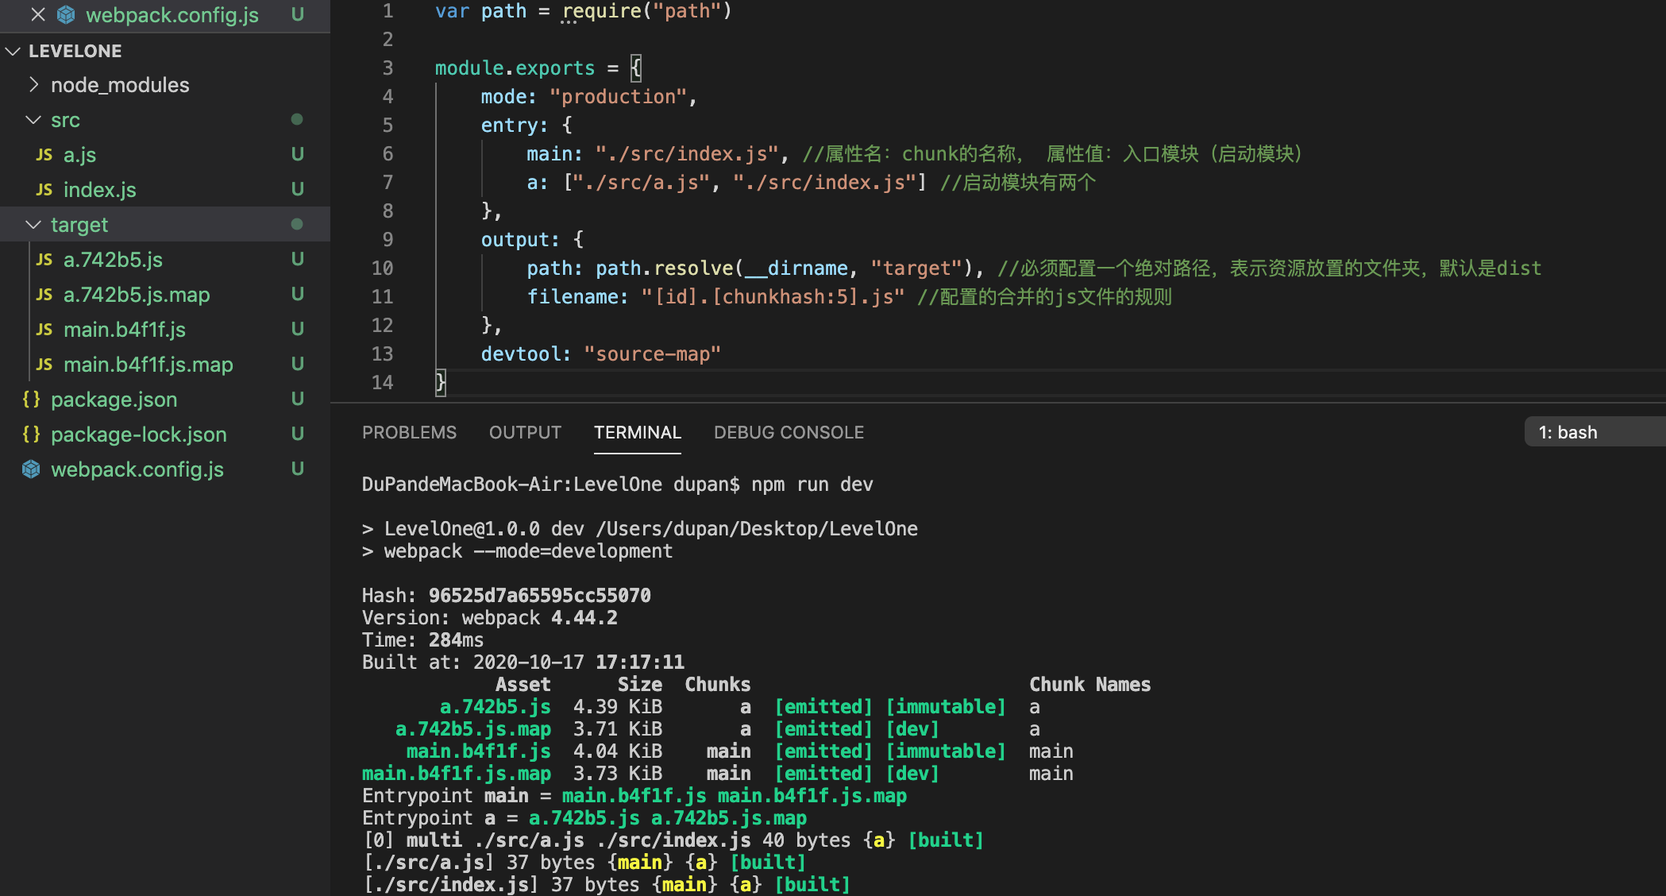 webpack.config.js U
LEVELONE
node_modules
src
JS a.js U
JS index.js U
target
JS a.742b5.js U
JS a.742b5.js.map U
JS main.b4f1f.js U
JS main.b4f1f.js.map U
{} package.json U
{} package-lock.json U
webpack.config.js U
1 var path = require("path")
2
3 module.exports = {
4 mode: "production",
5 entry: {
6 main: "./src/index.js", //属性名：chunk的名称， 属性值：入口模块（启动模块）
7 a: ["./src/a.js", "./src/index.js"] //启动模块有两个
8 },
9 output: {
10 path: path.resolve(__dirname, "target"), //必须配置一个绝对路径，表示资源放置的文件夹，默认是dist
11 filename: "[id].[chunkhash:5].js" //配置的合并的js文件的规则
12 },
13 devtool: "source-map"
14 }
PROBLEMS OUTPUT TERMINAL DEBUG CONSOLE 1: bash
DuPandeMacBook-Air:LevelOne dupan$ npm run dev
> LevelOne@1.0.0 dev /Users/dupan/Desktop/LevelOne
> webpack --mode=development
Hash: 96525d7a65595cc55070
Version: webpack 4.44.2
Time: 284ms
Built at: 2020-10-17 17:17:11
Asset Size Chunks Chunk Names
a.742b5.js 4.39 KiB a [emitted] [immutable] a
a.742b5.js.map 3.71 KiB a [emitted] [dev] a
main.b4f1f.js 4.04 KiB main [emitted] [immutable] main
main.b4f1f.js.map 3.73 KiB main [emitted] [dev] main
Entrypoint main = main.b4f1f.js main.b4f1f.js.map
Entrypoint a = a.742b5.js a.742b5.js.map
[0] multi ./src/a.js ./src/index.js 40 bytes {a} [built]
[./src/a.js] 37 bytes {main} {a} [built]
[./src/index.js] 37 bytes {main} {a} [built]